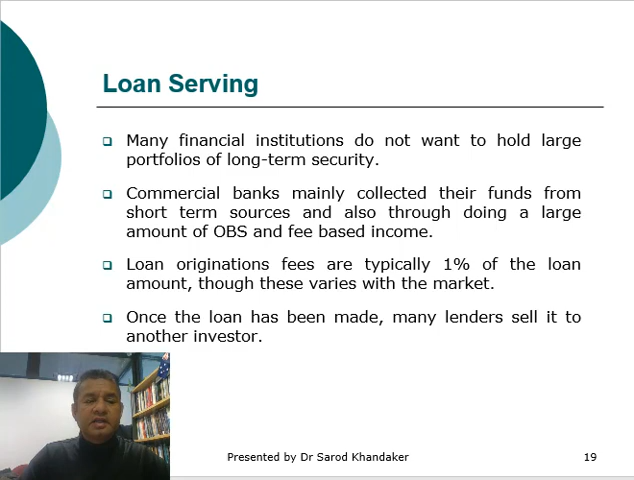 Loan Serving
Many financial institutions do not want to hold large
portfolios of long-term security.
Commercial banks mainly collected their funds from
short term sources and also through doing a large
amount of OBS and fee based income.
Loan originations fees are typically 1% of the loan
amount, though these varies with the market.
Once the loan has been made, many lenders sell it to
another investor.
Presented by Dr Sarod Khandaker
19